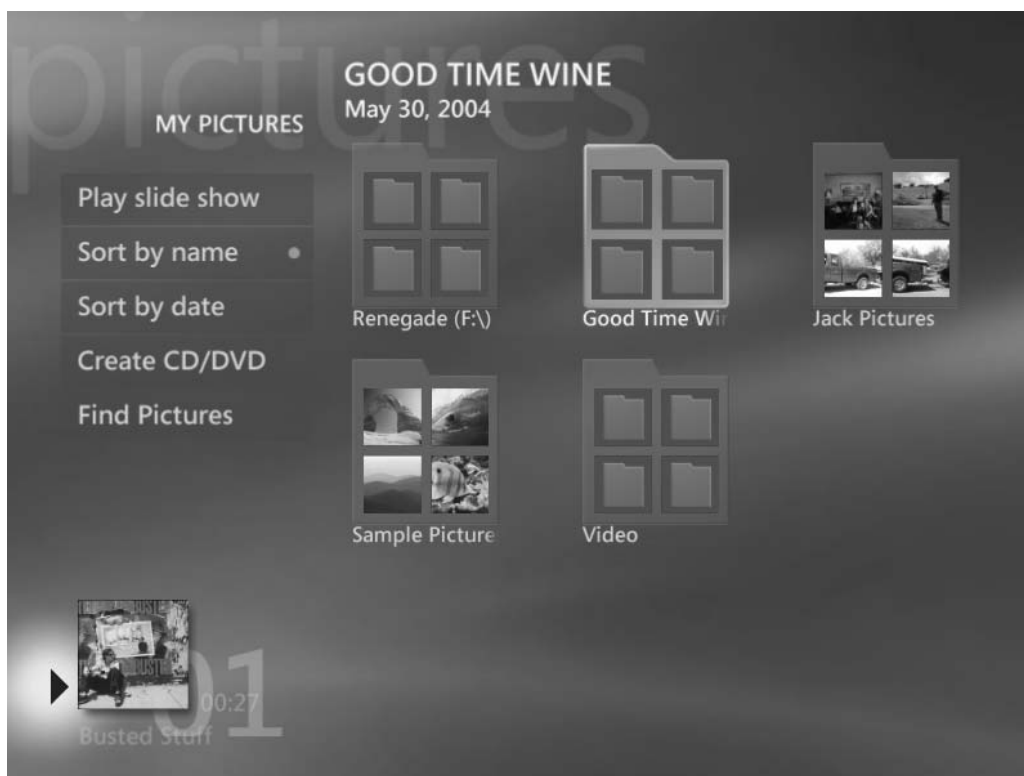 pictures
GOOD TIME WINE
May 30, 2004
MY PICTURES
Play slide show
Sort by name
Sort by date
Create CD/DVD
Find Pictures
Renegade (F:\)
Good Time Wi
Jack Pictures
Sample Picture
Video
01
00:27
Busted Stuff